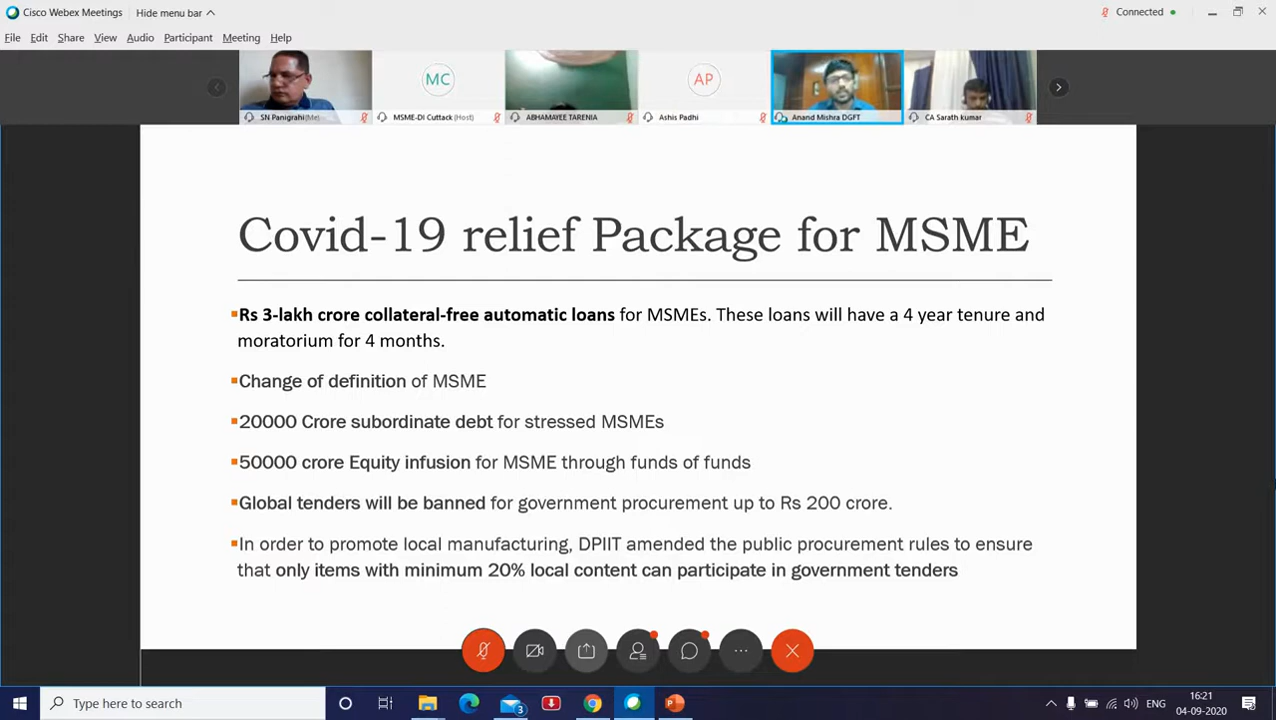 Cisco Webex Meetings
Hide menu bar
Connected
File Edit Share View Audio Participant Meeting Help
MC
AP
SN Panigrahi(Me)
MSME-DI Cuttack (Host)
ABHAMAYEE TARENIA
Ashis Padhi
Anand Mishra DGFT
CA Sarath kumar
Covid-19 relief Package for MSME
Rs 3-lakh crore collateral-free automatic loans for MSMEs. These loans will have a 4 year tenure and
moratorium for 4 months.
Change of definition of MSME
20000 Crore subordinate debt for stressed MSMEs
50000 crore Equity infusion for MSME through funds of funds
Global tenders will be banned for government procurement up to Rs 200 crore.
In order to promote local manufacturing, DPIIT amended the public procurement rules to ensure
that only items with minimum 20% local content can participate in government tenders
Type here to search
3
ENG
16:21
04-09-2020